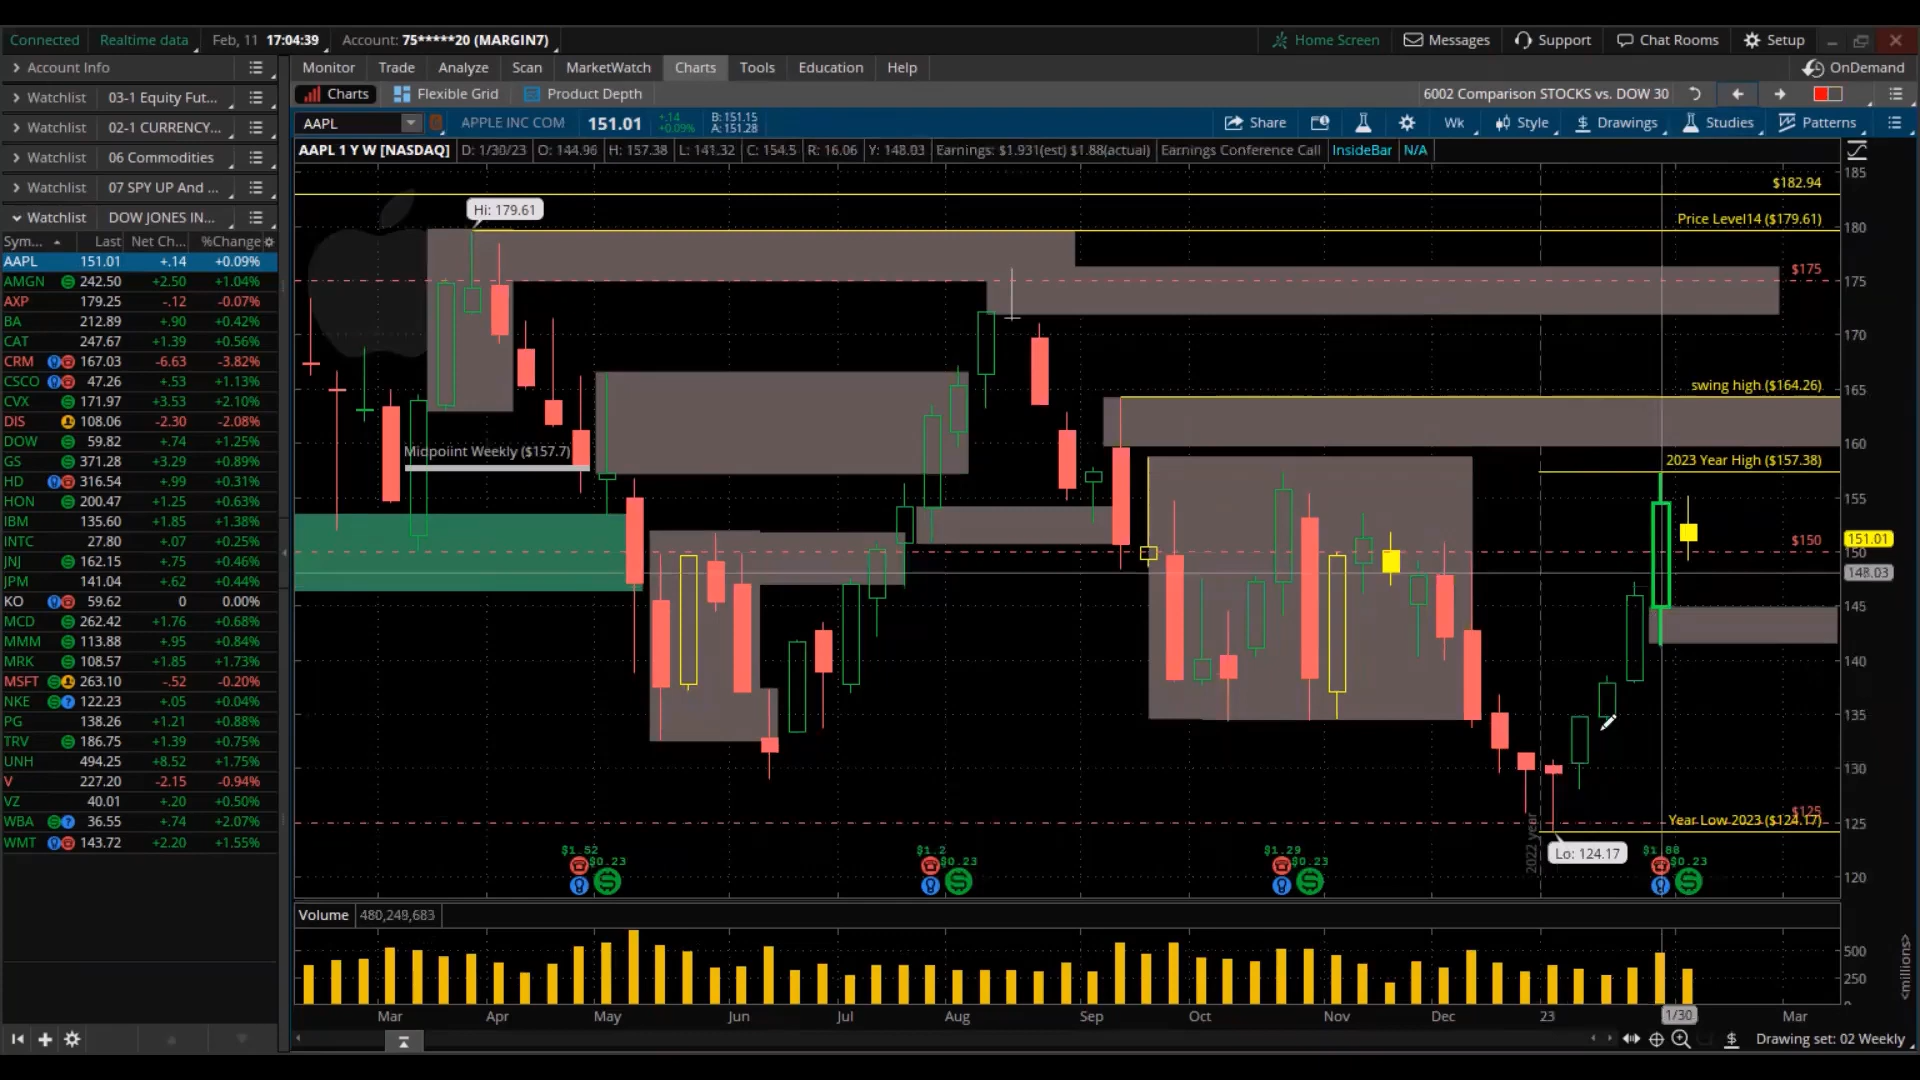 Connected Realtime data Feb, 11 17:04:39 Account: 75*****20 (MARGIN7) Home Screen Messages Support Chat Rooms Setup
Account Info
Monitor Trade Analyze Scan MarketWatch Charts Tools Education Help OnDemand
Watchlist 03-1 Equity Fut...
Charts Flexible Grid Product Depth 6002 Comparison STOCKS vs. DOW 30
Watchlist 02-1 CURRENCY...
AAPL APPLE INC COM 151.01 +.14 +0.09% B: 151.15 A: 151.28 Share Wk Style Drawings Studies Patterns
AAPL 1 Y W [NASDAQ] D: 1/30/23 O: 144.96 H: 157.38 L: 141.32 C: 154.5 R: 16.06 Y: 148.03 Earnings: $1.931(est) $1.88(actual) Earnings Conference Call InsideBar N/A
Watchlist 06 Commodities
Watchlist 07 SPY UP And ...
Watchlist DOW JONES IN...
Sym... Last Net Ch... %Change
AAPL 151.01 +.14 +0.09%
AMGN 242.50 +2.50 +1.04%
AXP 179.25 -.12 -0.07%
BA 212.89 +.90 +0.42%
CAT 247.67 +1.39 +0.56%
CRM 167.03 -6.63 -3.82%
CSCO 47.26 +.53 +1.13%
CVX 171.97 +3.53 +2.10%
DIS 108.06 -2.30 -2.08%
DOW 59.82 +.74 +1.25%
GS 371.28 +3.29 +0.89%
HD 316.54 +.99 +0.31%
HON 200.47 +1.25 +0.63%
IBM 135.60 +1.85 +1.38%
INTC 27.80 +.07 +0.25%
JNJ 162.15 +.75 +0.46%
JPM 141.04 +.62 +0.44%
KO 59.62 0 0.00%
MCD 262.42 +1.76 +0.68%
MMM 113.88 +.95 +0.84%
MRK 108.57 +1.85 +1.73%
MSFT 263.10 -.52 -0.20%
NKE 122.23 +.05 +0.04%
PG 138.26 +1.21 +0.88%
TRV 186.75 +1.39 +0.75%
UNH 494.25 +8.52 +1.75%
V 227.20 -2.15 -0.94%
VZ 40.01 +.20 +0.50%
WBA 36.55 +.74 +2.07%
WMT 143.72 +2.20 +1.55%
185
$182.94
Hi: 179.61
Price Level14 ($179.61)
180
$175
175
170
swing high ($164.26)
165
160
Midpoiint Weekly ($157.7)
2023 Year High ($157.38)
155
$150
151.01
150
148.03
145
140
135
130
$125
Year Low 2023 ($124.17)
125
2022 year
Lo: 124.17
$1.52 $0.23
$1.2 $0.23
$1.29 $0.23
$1.88 $0.23
120
Volume 480,249,683
500
250
0
<millions>
Mar Apr May Jun Jul Aug Sep Oct Nov Dec 23 1/30 Mar
Drawing set: 02 Weekly